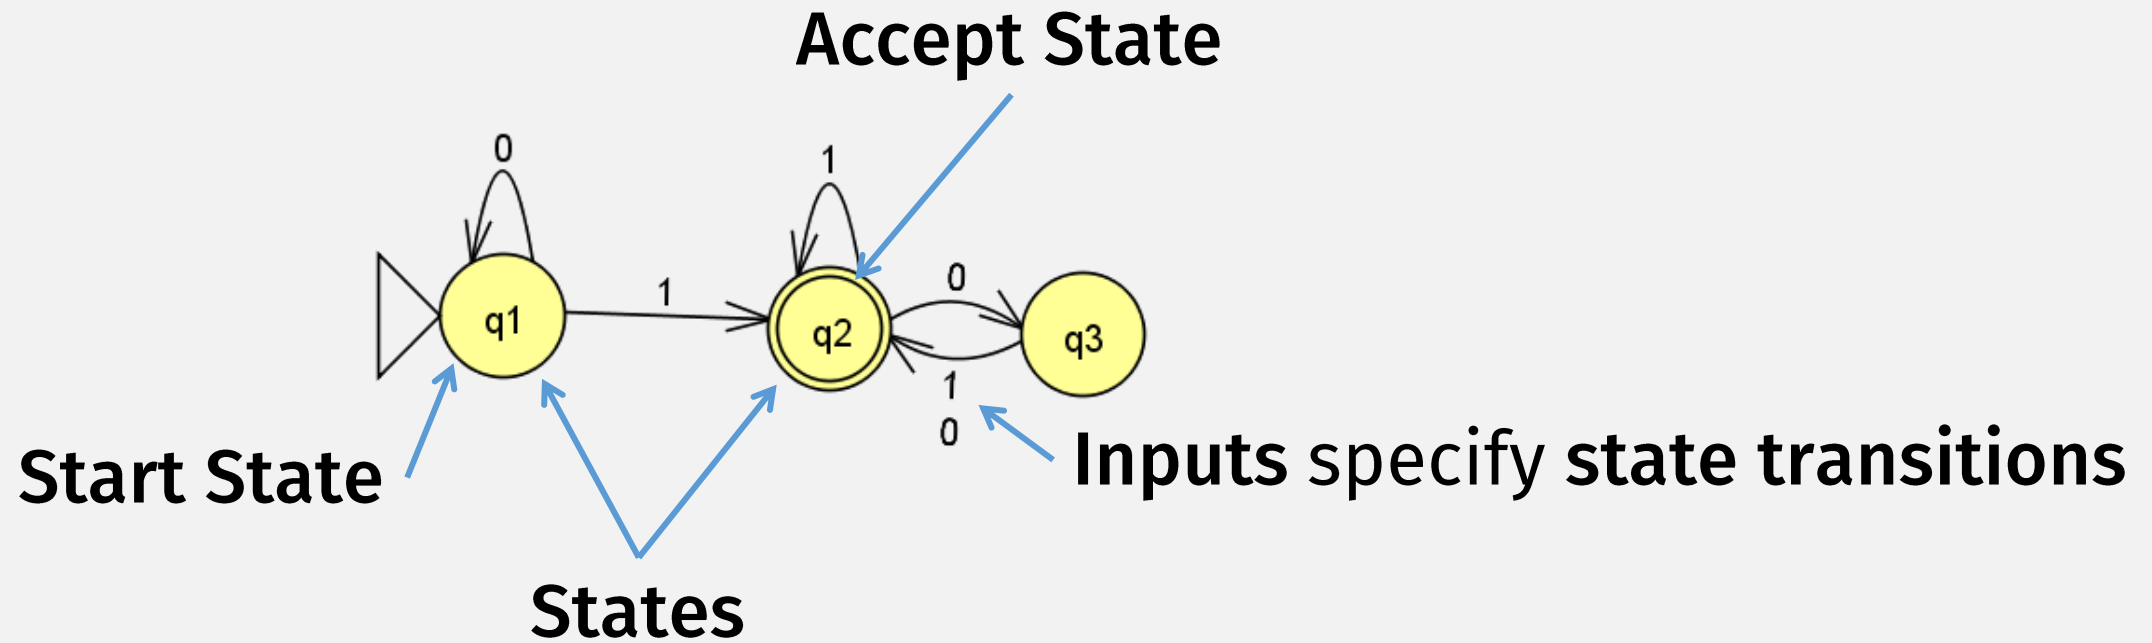 Accept State
0
1
1
0
q1
q2
q3
1
0
Inputs specify state transitions
Start State
States